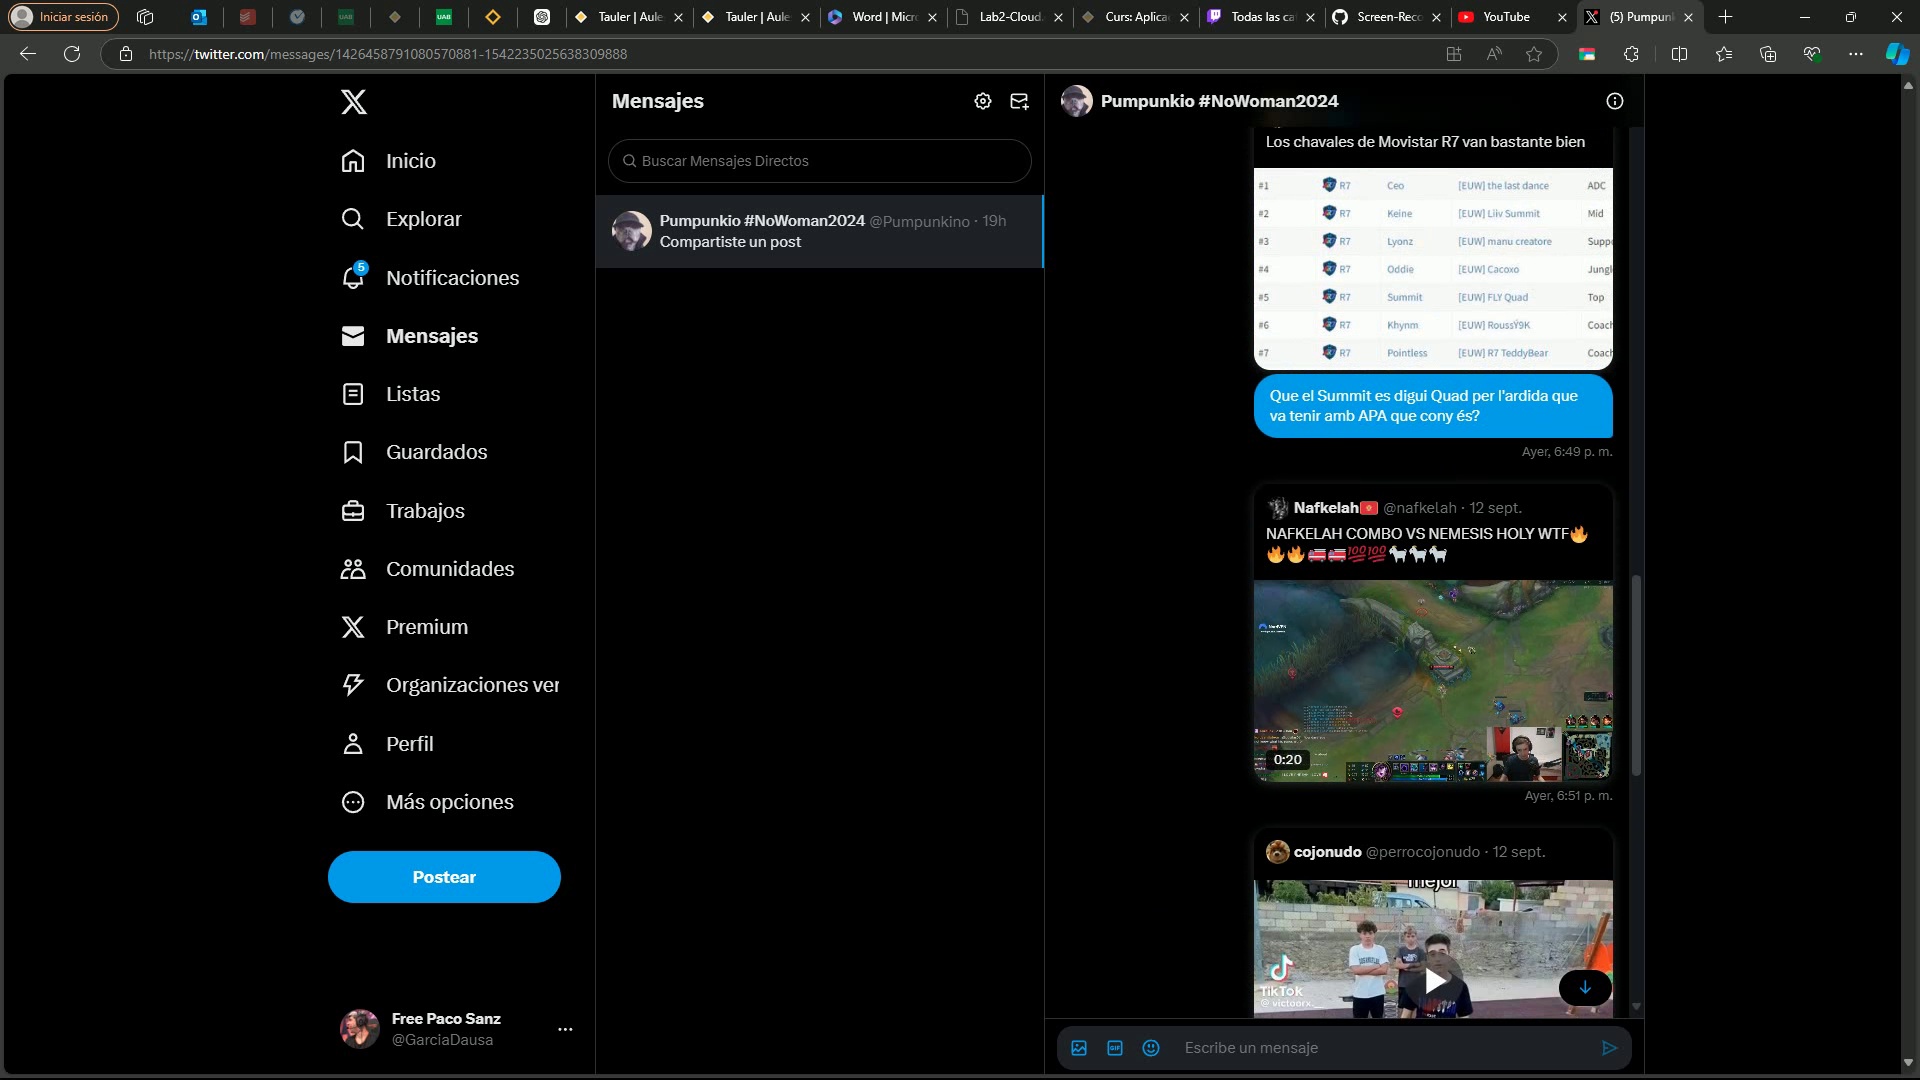 Iniciar sesión
Tauler | Aule
Tauler | Aule
Word | Micr
Lab2-Cloud.
Curs: Aplica
Todas las ca
Screen-Reco
YouTube
(5) Pumpun
https://twitter.com/messages/1426458791080570881-1542235025638309888
Inicio
Explorar
5
Notificaciones
Mensajes
Listas
Guardados
Trabajos
Comunidades
Premium
Organizaciones ver
Perfil
Más opciones
Postear
Free Paco Sanz
@GarciaDausa
Mensajes
Buscar Mensajes Directos
Pumpunkio #NoWoman2024 @Pumpunkino · 19h
Compartiste un post
Pumpunkio #NoWoman2024
Los chavales de Movistar R7 van bastante bien
#1 R7 Ceo [EUW] the last dance ADC
#2 R7 Keine [EUW] Liiv Summit Mid
#3 R7 Lyonz [EUW] manu creatore Suppo
#4 R7 Oddie [EUW] Cacoxo Jungl
#5 R7 Summit [EUW] FLY Quad Top
#6 R7 Khynm [EUW] RoussÝ9K Coach
#7 R7 Pointless [EUW] R7 TeddyBear Coach
Que el Summit es digui Quad per l'ardida que
va tenir amb APA que cony és?
Ayer, 6:49 p. m.
Nafkelah🇲🇦 @nafkelah · 12 sept.
NAFKELAH COMBO VS NEMESIS HOLY WTF🔥
🔥🔥🚒🚒💯💯🐐🐐🐐
NordVPN
0:20
Ayer, 6:51 p. m.
cojonudo @perrocojonudo · 12 sept.
mejor
TikTok
@victoorx._
GIF
Escribe un mensaje